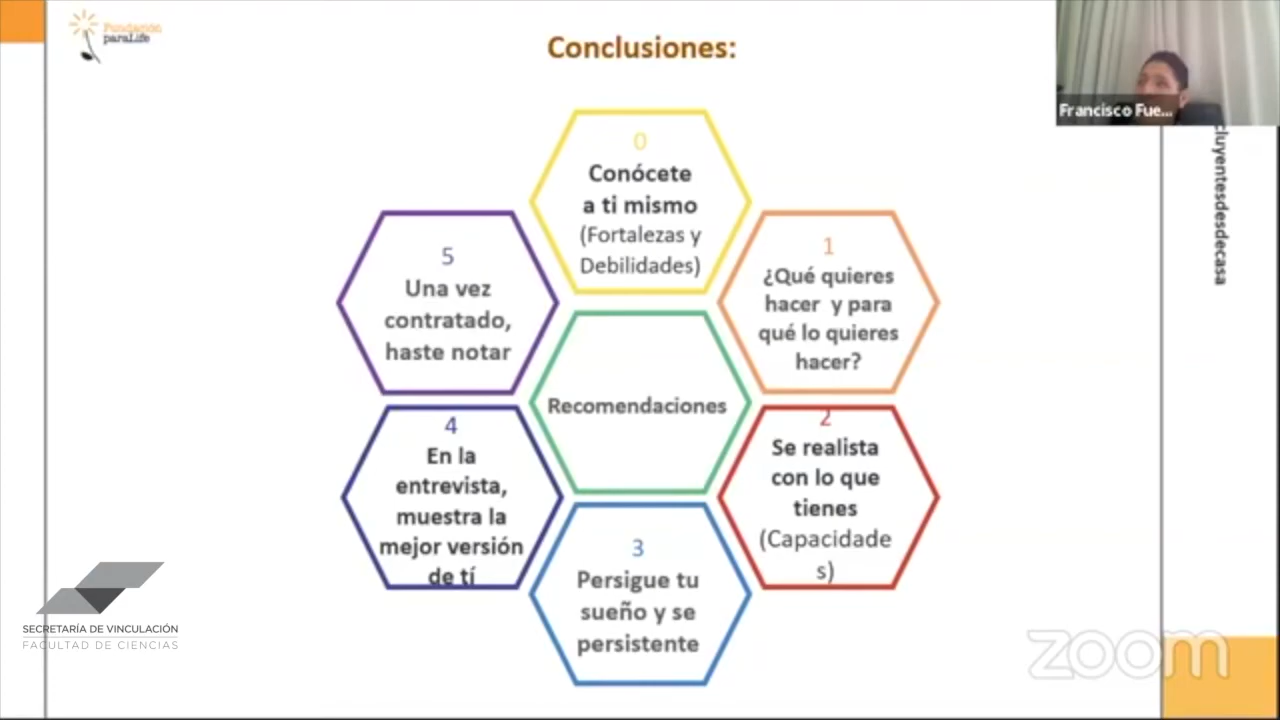 Fundación
paraLife
Conclusiones:
Francisco Fue...
cluyentesdesdecasa
0
Conócete
a ti mismo
(Fortalezas y
Debilidades)
1
¿Qué quieres
hacer y para
qué lo quieres
hacer?
2
Se realista
con lo que
tienes
(Capacidade
s)
3
Persigue tu
sueño y se
persistente
4
En la
entrevista,
muestra la
mejor versión
de tí
5
Una vez
contratado,
haste notar
Recomendaciones
SECRETARÍA DE VINCULACIÓN
FACULTAD DE CIENCIAS
zoom